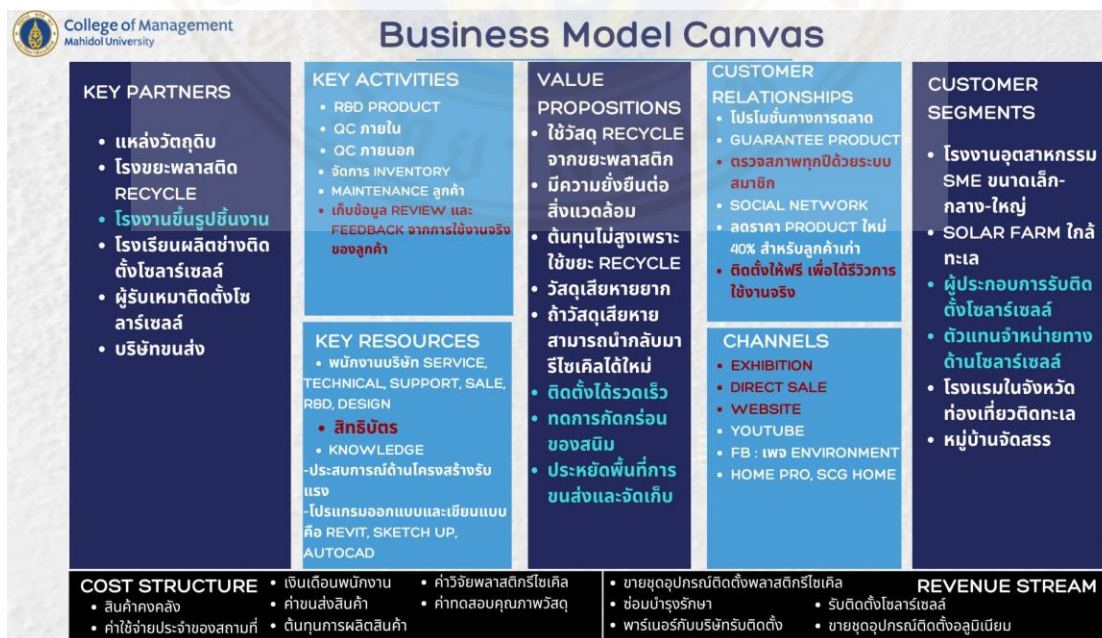 College of Management
Mahidol University
Business Model Canvas
KEY PARTNERS
• แหล่งวัตถุดิบ
• โรงขยะพลาสติด
RECYCLE
• โรงงานขึ้นรูปชิ้นงาน
• โรงเรียนผลิตช่างติด
ตั้งโซลาร์เซลล์
• ผู้รับเหมาติดตั้งโซ
ลาร์เซลล์
• บริษัทขนส่ง
KEY ACTIVITIES
• R&D PRODUCT
• QC ภายใน
• QC ภายนอก
• จัดการ INVENTORY
• MAINTENANCE ลูกค้า
• เก็บข้อมูล REVIEW และ
FEEDBACK จากการใช้งานจริง
ของลูกค้า
KEY RESOURCES
• พนักงานบริษัท SERVICE,
TECHNICAL, SUPPORT, SALE,
R&D, DESIGN
• สิทธิบัตร
• KNOWLEDGE
-ประสบการณ์ด้านโครงสร้างรับ
แรง
-โปรแกรมออกแบบและเขียนแบบ
คือ REVIT, SKETCH UP,
AUTOCAD
VALUE
PROPOSITIONS
• ใช้วัสดุ RECYCLE
จากขยะพลาสติก
• มีความยั่งยืนต่อ
สิ่งแวดล้อม
• ต้นทุนไม่สูงเพราะ
ใช้ขยะ RECYCLE
• วัสดุเสียหายยาก
• ถ้าวัสดุเสียหาย
สามารถนำกลับมา
รีไซเคิลได้ใหม่
• ติดตั้งได้รวดเร็ว
• ทดการกัดกร่อน
ของสนิม
• ประหยัดพื้นที่การ
ขนส่งและจัดเก็บ
CUSTOMER
RELATIONSHIPS
• โปรโมชั่นทางการตลาด
• GUARANTEE PRODUCT
• ตรวจสภาพทุกปีด้วยระบบ
สมาชิก
• SOCIAL NETWORK
• ลดราคา PRODUCT ใหม่
40% สำหรับลูกค้าเก่า
• ติดตั้งให้ฟรี เพื่อได้รีวิวการ
ใช้งานจริง
CHANNELS
• EXHIBITION
• DIRECT SALE
• WEBSITE
• YOUTUBE
• FB : เพจ ENVIRONMENT
• HOME PRO, SCG HOME
CUSTOMER
SEGMENTS
• โรงงานอุตสาหกรรม
SME ขนาดเล็ก-
กลาง-ใหญ่
• SOLAR FARM ใกล้
ทะเล
• ผู้ประกอบการรับติด
ตั้งโซลาร์เซลล์
• ตัวแทนจำหน่ายทาง
ด้านโซลาร์เซลล์
• โรงแรมในจังหวัด
ท่องเที่ยวติดทะเล
• หมู่บ้านจัดสรร
COST STRUCTURE
• สินค้าคงคลัง
• ค่าใช้จ่ายประจำของสถานที่
• เงินเดือนพนักงาน
• ค่าขนส่งสินค้า
• ต้นทุนการผลิตสินค้า
• ค่าวิจัยพลาสติกรีไซเคิล
• ค่าทดสอบคุณภาพวัสดุ
REVENUE STREAM
• ขายชุดอุปกรณ์ติดตั้งพลาสติกรีไซเคิล
• ซ่อมบำรุงรักษา
• พาร์เนอร์กับบริษัทรับติดตั้ง
• รับติดตั้งโซลาร์เซลล์
• ขายชุดอุปกรณ์ติดตั้งอลูมิเนียม